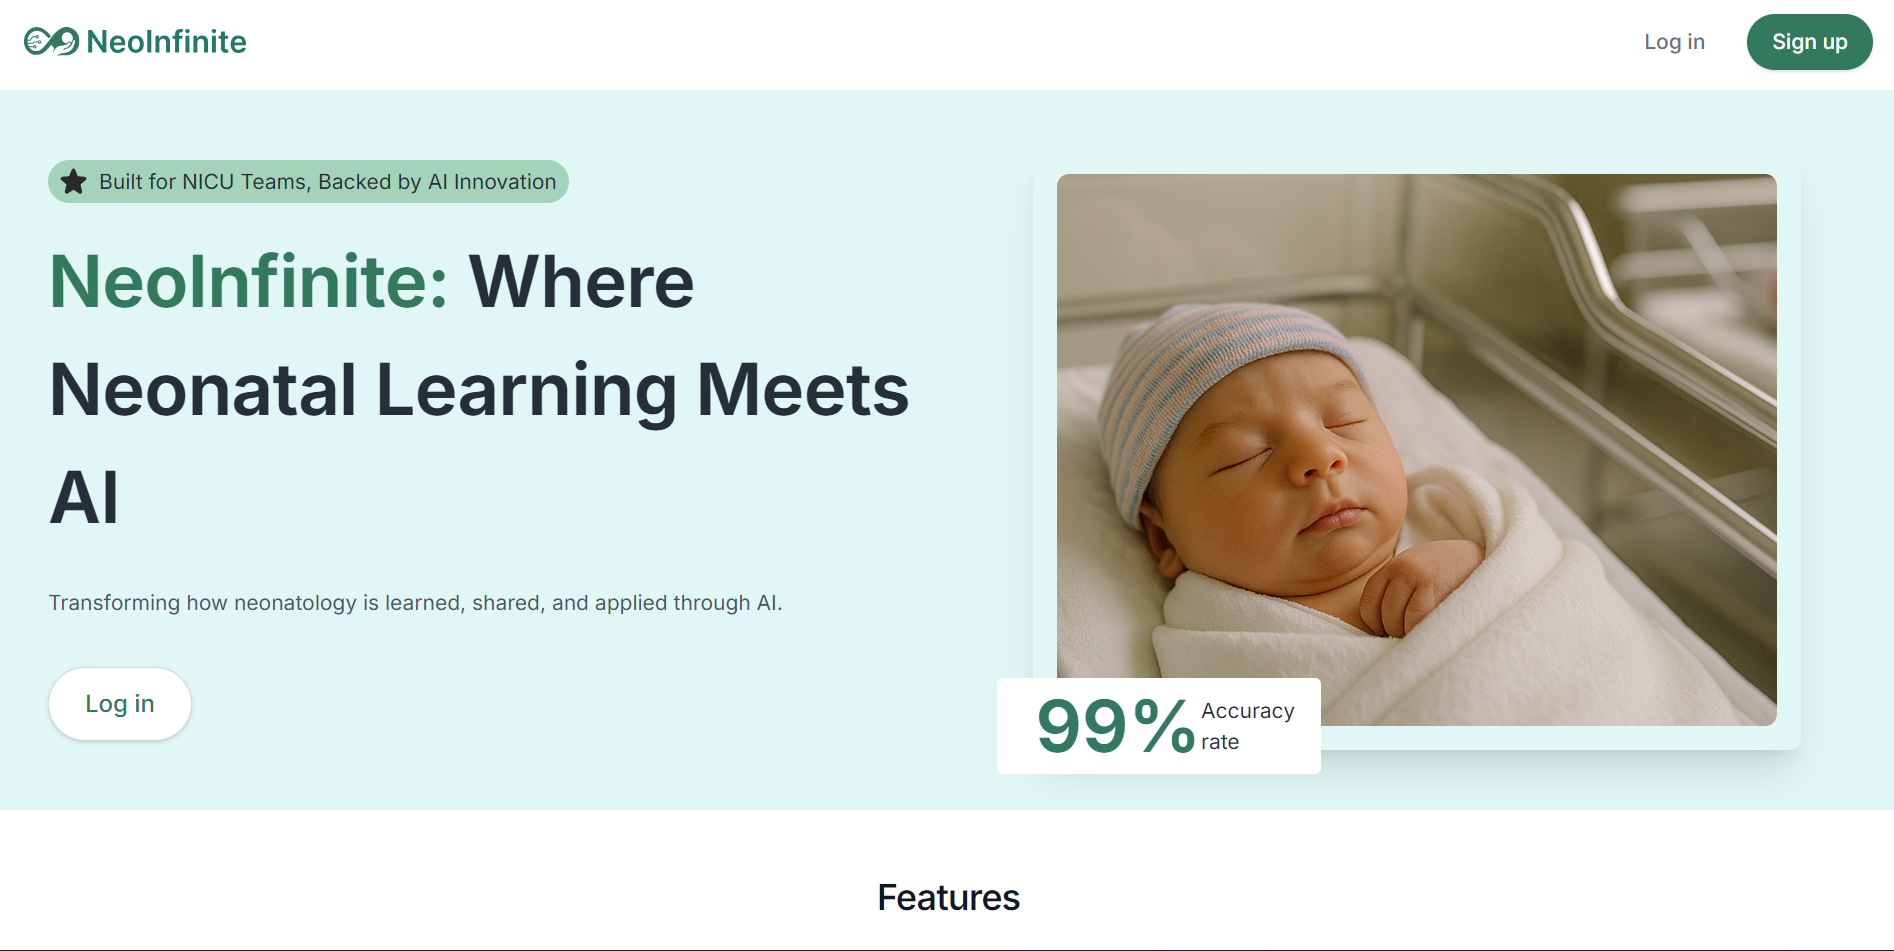 NeoInfinite
Log in
Sign up
Built for NICU Teams, Backed by AI Innovation
NeoInfinite: Where
Neonatal Learning Meets
AI
Transforming how neonatology is learned, shared, and applied through AI.
Log in
99%
Accuracy
rate
Features